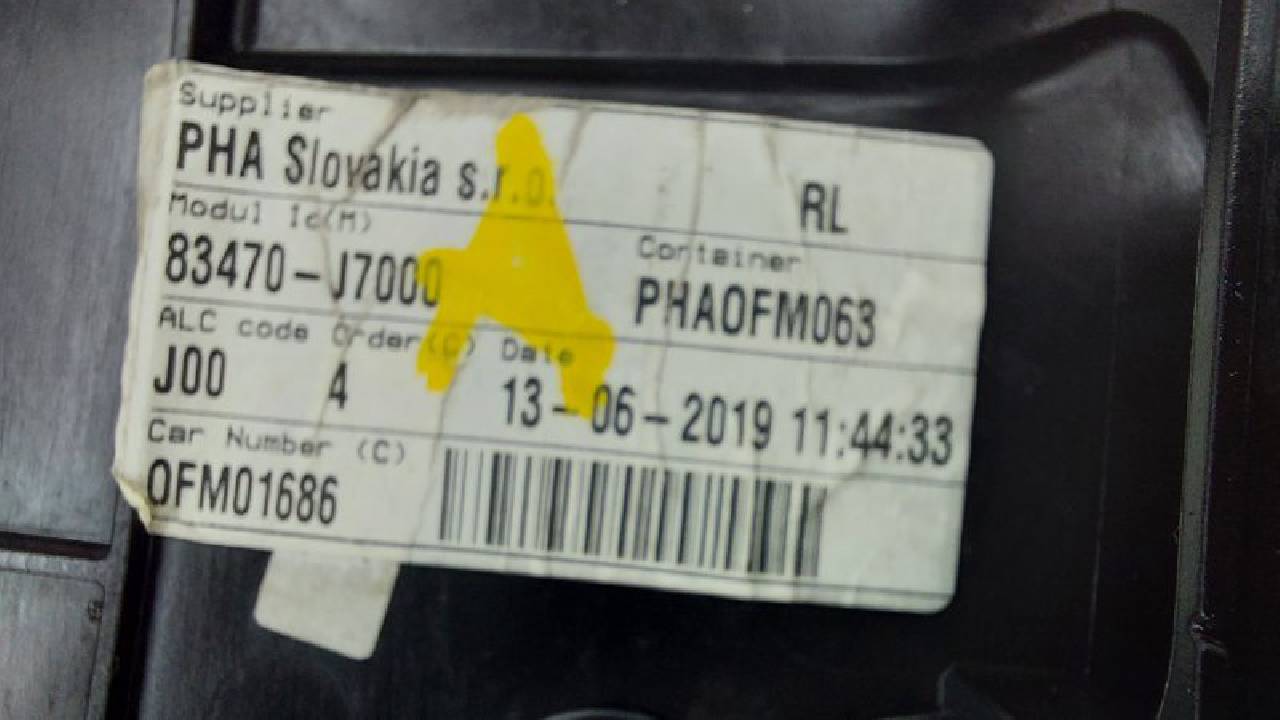 Supplier
PHA Slovakia s.r.o.
RL
Modul Id(M)
Container
83470-J7000
PHAOFM063
ALC code Order(C) Date
J00 4 13-06-2019 11:44:33
Car Number (C)
OFM01686